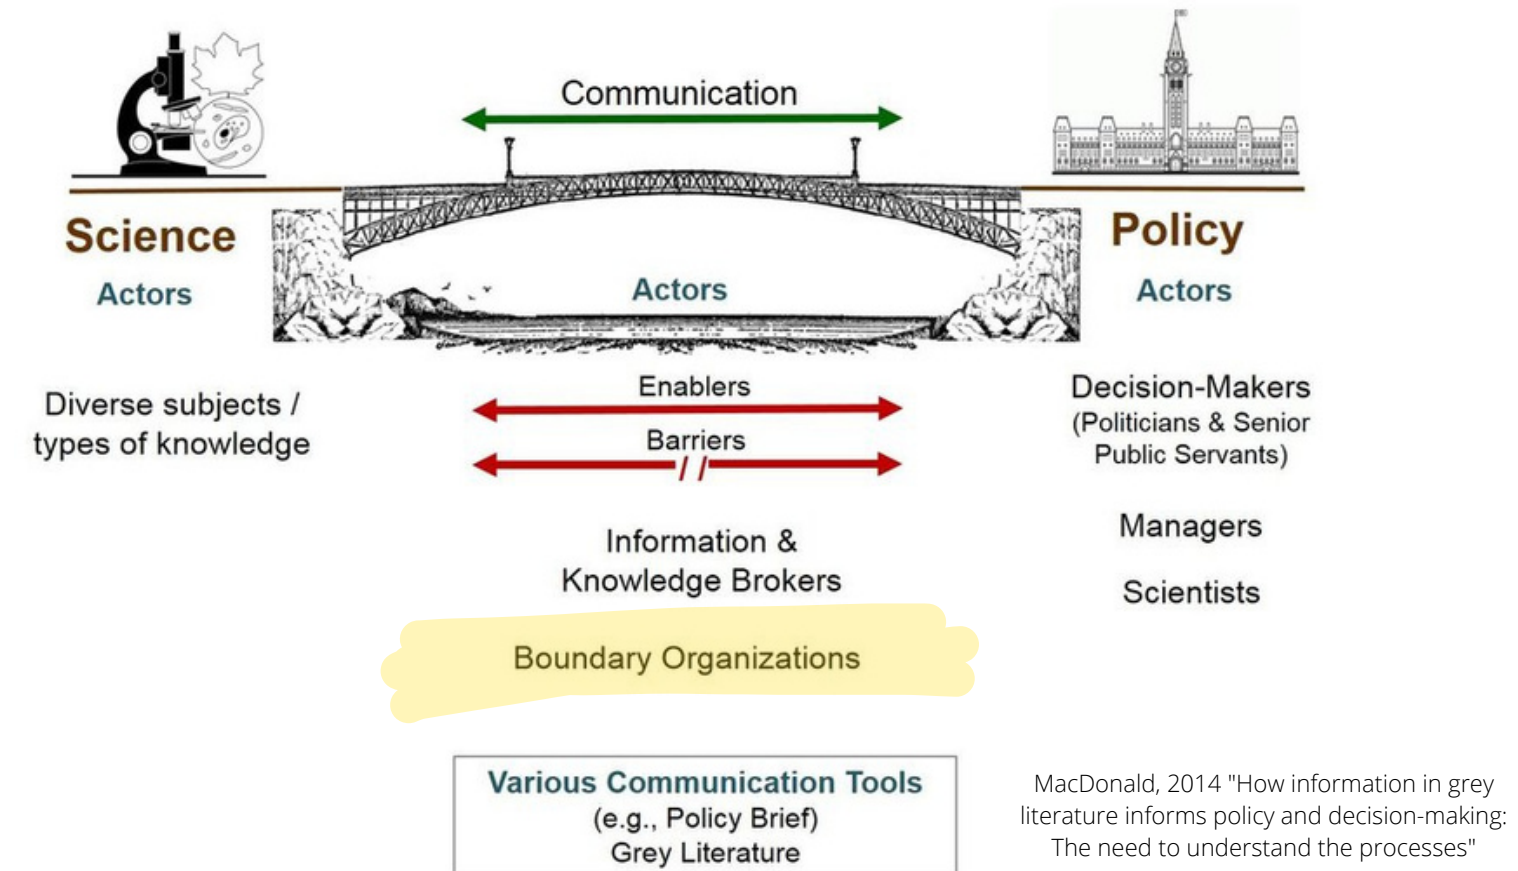 Communication
Science
Actors
Diverse subjects /
types of knowledge
Actors
Enablers
Barriers
Information &
Knowledge Brokers
Boundary Organizations
Various Communication Tools
(e.g., Policy Brief)
Grey Literature
Policy
Actors
Decision-Makers
(Politicians & Senior
Public Servants)
Managers
Scientists
MacDonald, 2014 "How information in grey
literature informs policy and decision-making:
The need to understand the processes"